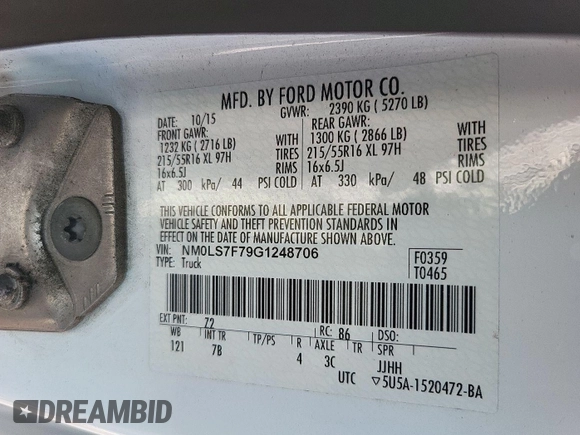 MFD. BY FORD MOTOR CO.
DATE: 10/15 GVWR: 2390 KG ( 5270 LB)
FRONT GAWR: REAR GAWR:
1232 KG ( 2716 LB) WITH 1300 KG ( 2866 LB) WITH
215/55R16 XL 97H TIRES 215/55R16 XL 97H TIRES
16x6.5J RIMS 16x6.5J RIMS
AT 300 kPa/ 44 PSI COLD AT 330 kPa/ 48 PSI COLD
THIS VEHICLE CONFORMS TO ALL APPLICABLE FEDERAL MOTOR
VEHICLE SAFETY AND THEFT PREVENTION STANDARDS IN
EFFECT ON THE DATE OF MANUFACTURE SHOWN ABOVE.
VIN: NM0LS7F79G1248706 F0359
TYPE: Truck T0465
EXT PNT: 72 RC: 86 DSO:
WB INT TR TP/PS R AXLE TR SPR
121 7B 4 3C JJHH
UTC ▽5U5A-1520472-BA
DREAMBID